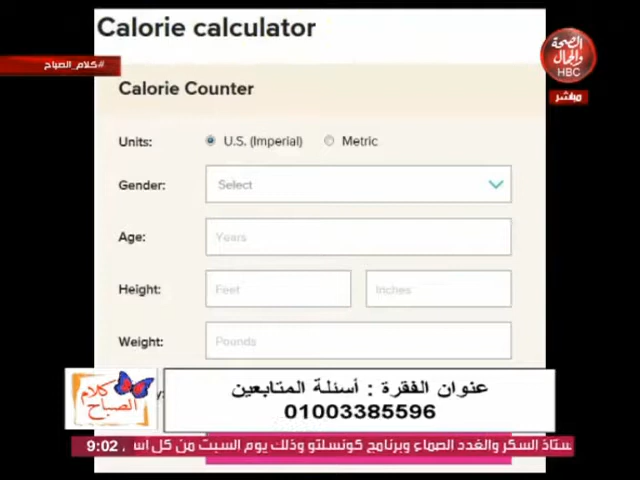 Calorie calculator
الصحة
والجمال
HBC
#كلام_الصباح
مباشر
Calorie Counter
Units: U.S. (Imperial) Metric
Gender: Select
Age: Years
Height: Feet Inches
Weight: Pounds
كلام
الصباح
عنوان الفقرة : أسئلة المتابعين
01003385596
ستاذ السكر والغدد الصماء وبرنامج كونسلتو وذلك يوم السبت من كل اس
9:02